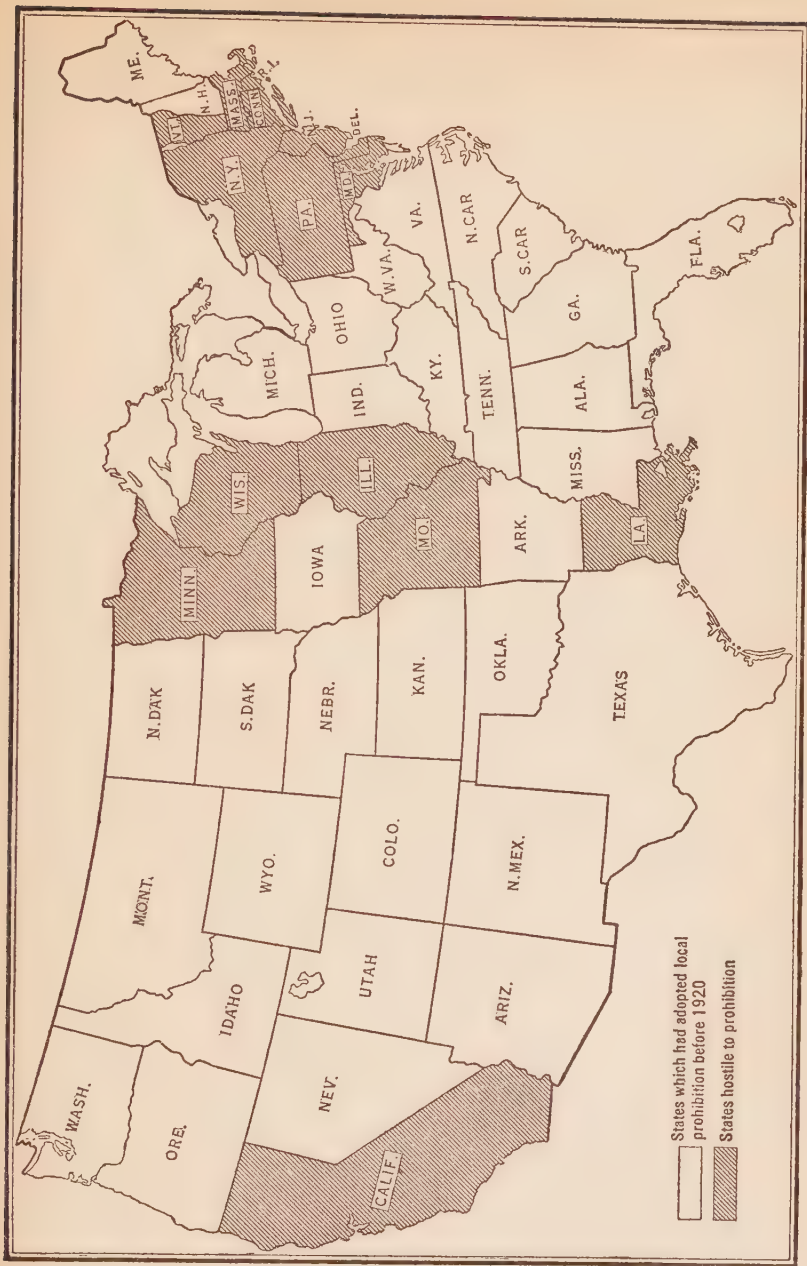 WASH.
ORE.
CALIF.
NEV.
IDAHO
MONT.
WYO.
UTAH
ARIZ.
COLO.
N.MEX.
N.DAK
S.DAK
NEBR.
KAN.
OKLA.
TEXAS
MINN.
IOWA
MO.
ARK.
LA.
WIS.
ILL.
MICH.
IND.
OHIO
KY.
TENN.
MISS.
ALA.
GA.
FLA.
S.CAR
N.CAR
VA.
W.VA.
MD.
DEL.
PA.
N.J.
N.Y.
CONN.
R.I.
MASS.
VT.
N.H.
ME.
States which had adopted local
prohibition before 1920
States hostile to prohibition